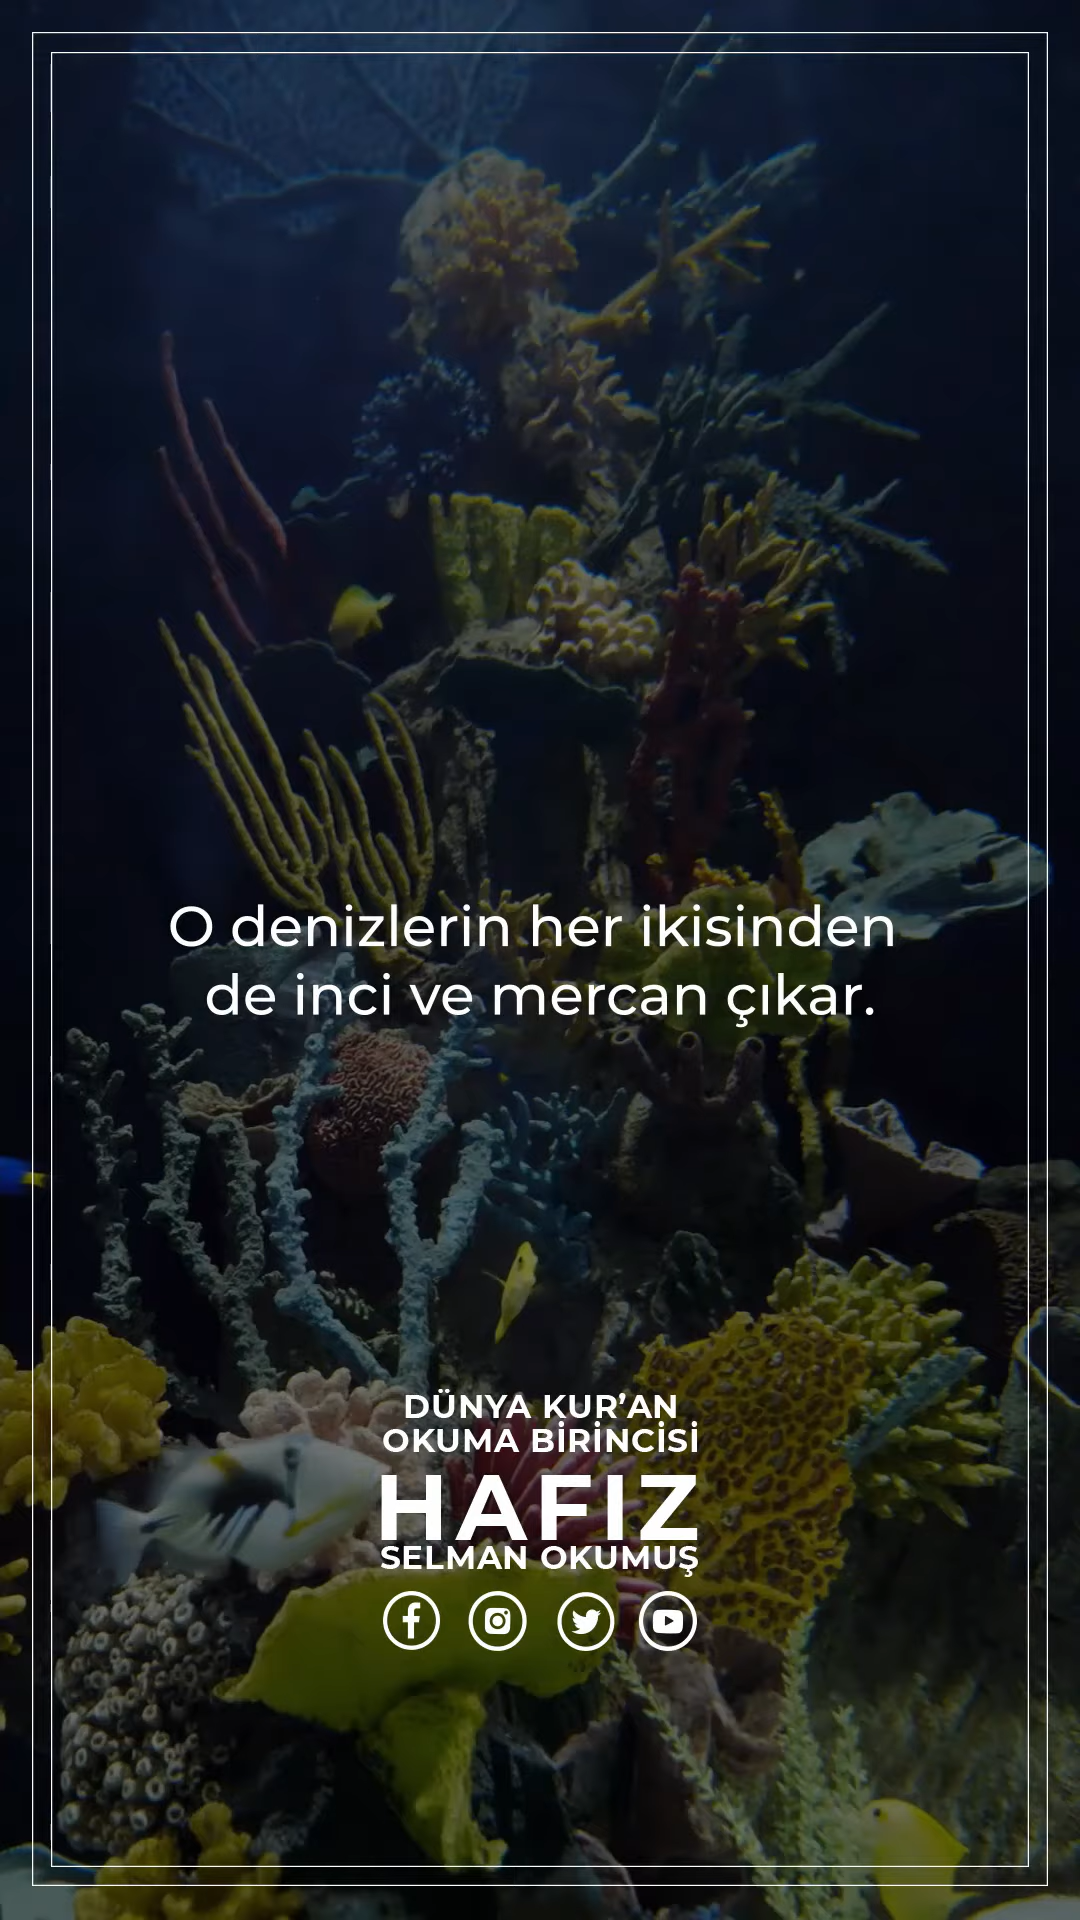 O denizlerin her ikisinden
de inci ve mercan çıkar.
DÜNYA KUR’AN
OKUMA BİRİNCİSİ
HAFIZ
SELMAN OKUMUŞ